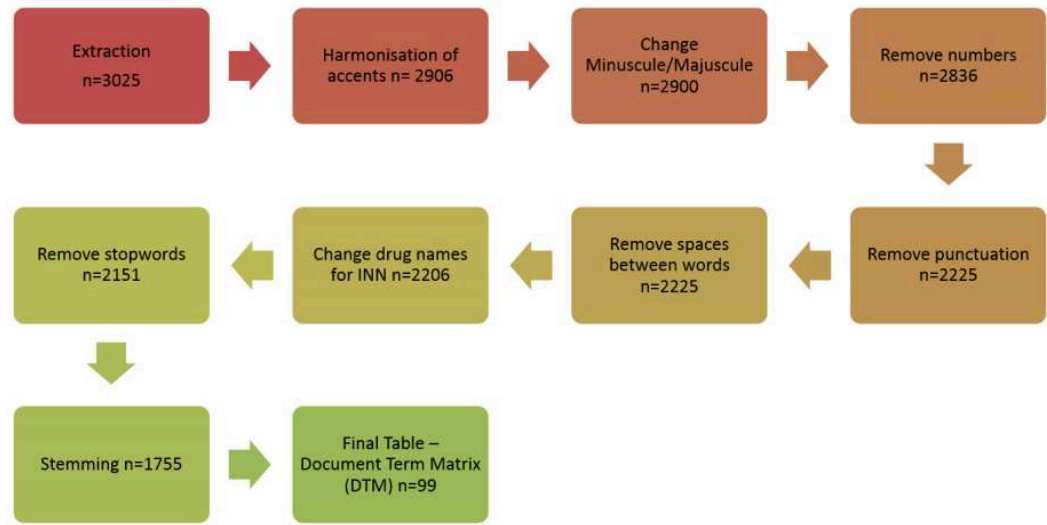 Extraction
n=3025
Harmonisation of
accents n= 2906
Change
Minuscule/Majuscule
n=2900
Remove numbers
n=2836
Remove punctuation
n=2225
Remove spaces
between words
n=2225
Change drug names
for INN n=2206
Remove stopwords
n=2151
Stemming n=1755
Final Table –
Document Term Matrix
(DTM) n=99